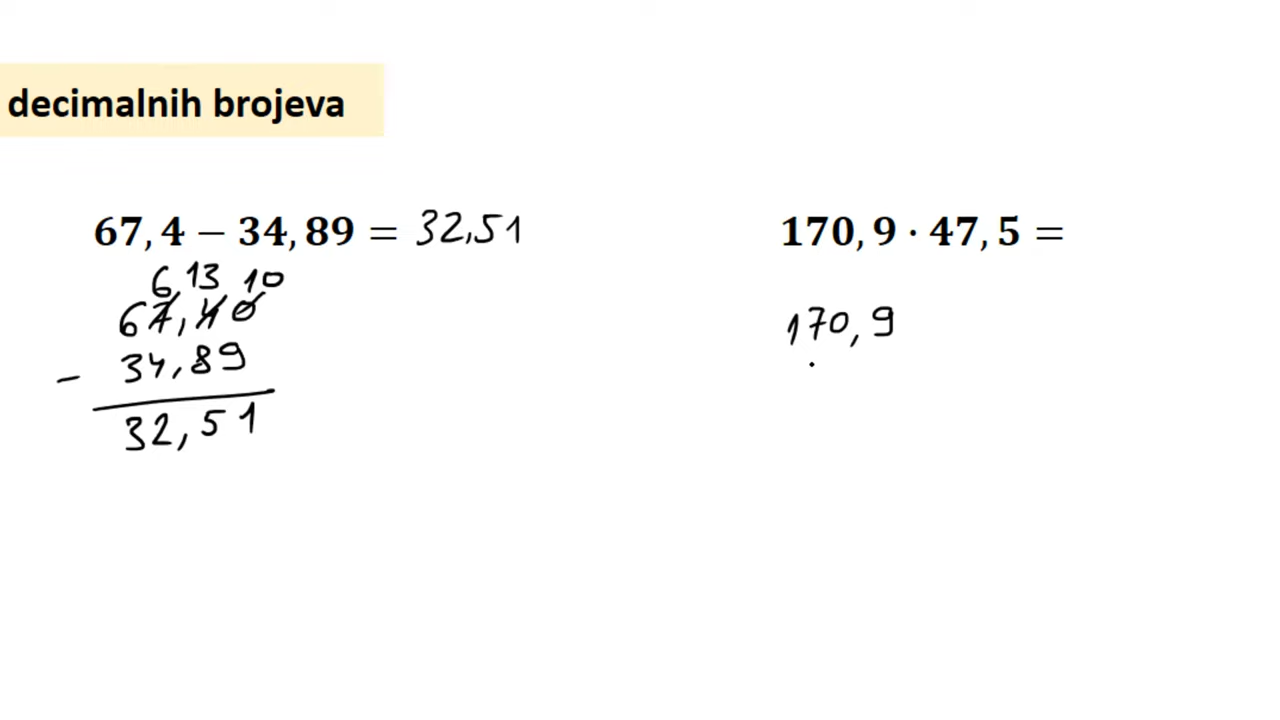 decimalnih brojeva
67,4 − 34,89 = 32,51
6 13 10
67,40
− 34,89
32,51
170,9 · 47,5 =
170,9